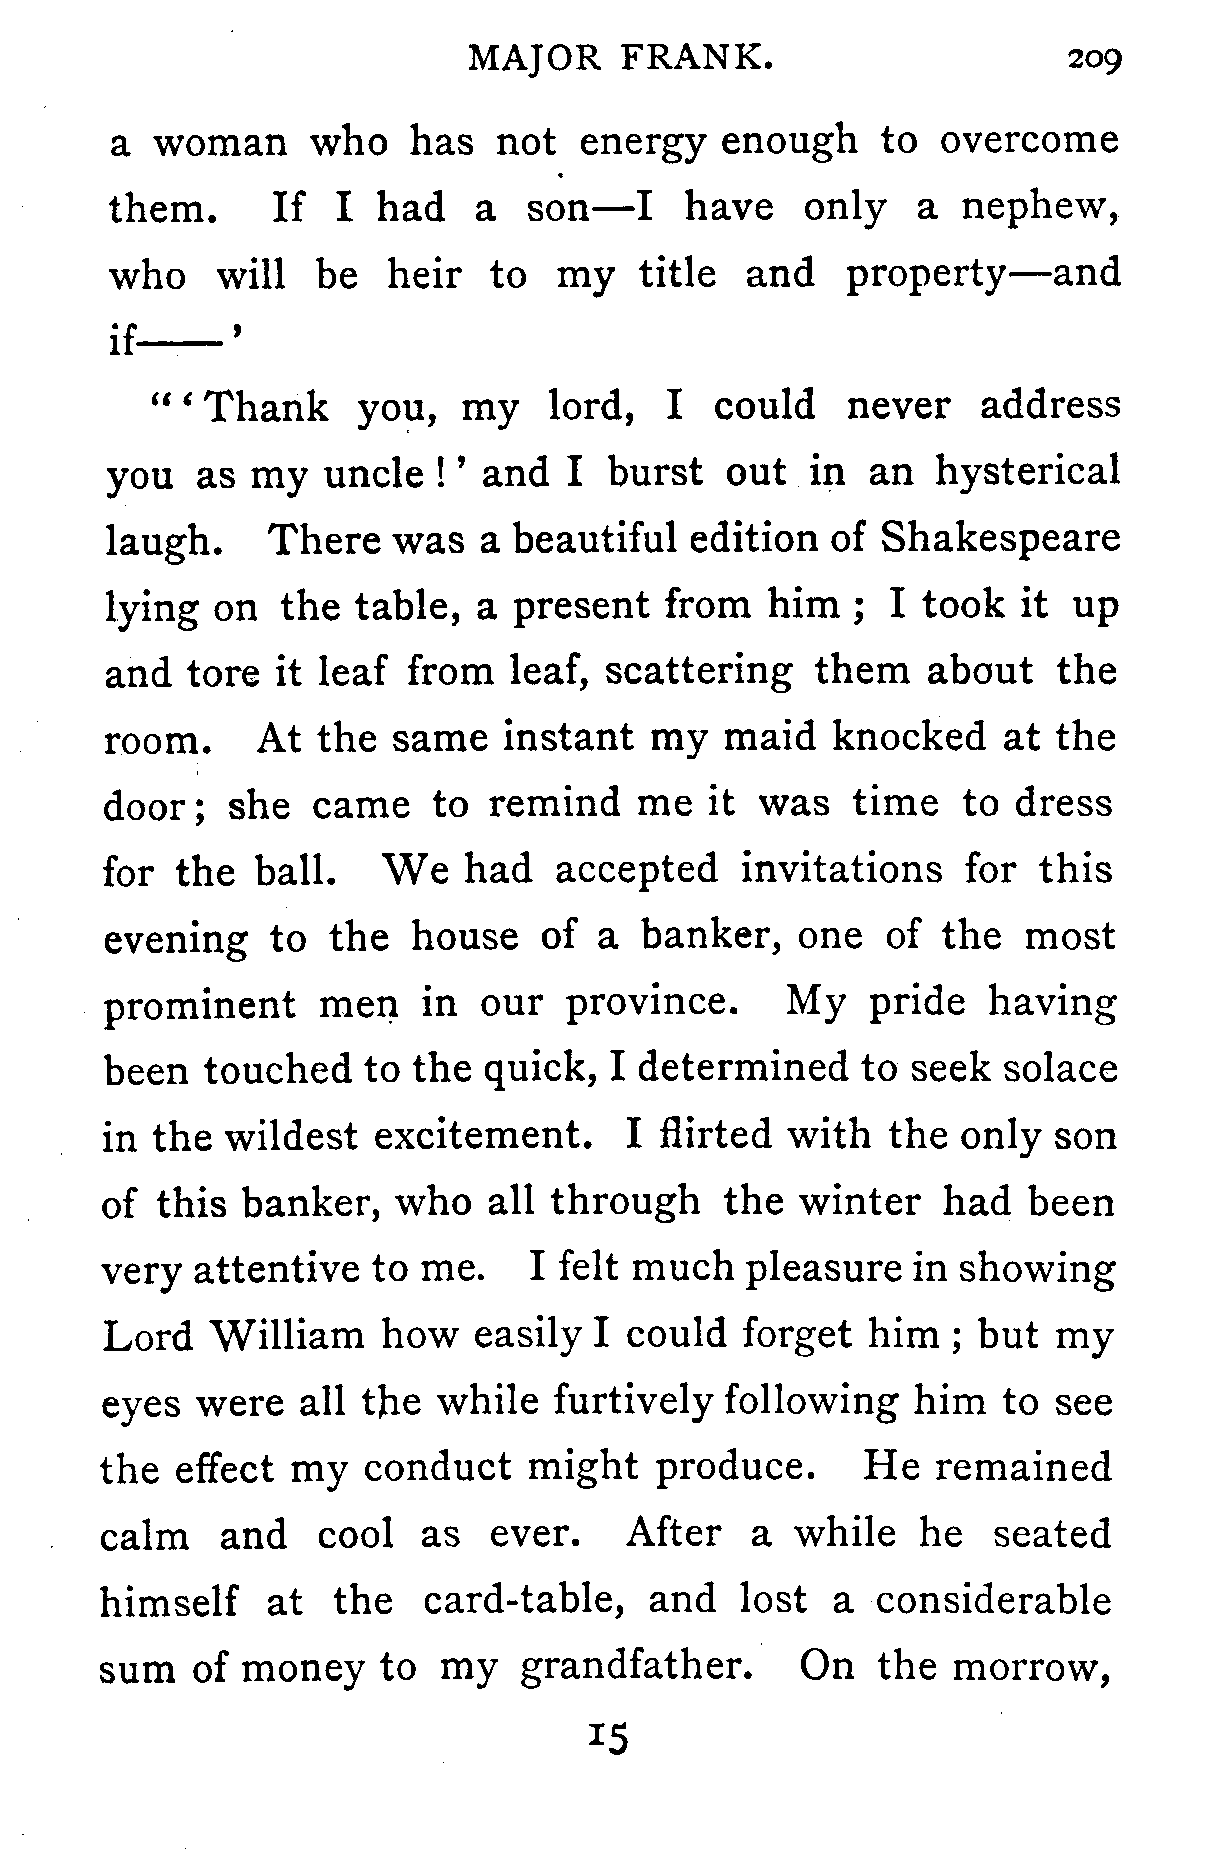 MAJOR FRANK. 209
a woman who has not energy enough to overcome
them. If I had a son—I have only a nephew,
who will be heir to my title and property—and
if——'
"'Thank you, my lord, I could never address
you as my uncle!' and I burst out in an hysterical
laugh. There was a beautiful edition of Shakespeare
lying on the table, a present from him; I took it up
and tore it leaf from leaf, scattering them about the
room. At the same instant my maid knocked at the
door; she came to remind me it was time to dress
for the ball. We had accepted invitations for this
evening to the house of a banker, one of the most
prominent men in our province. My pride having
been touched to the quick, I determined to seek solace
in the wildest excitement. I flirted with the only son
of this banker, who all through the winter had been
very attentive to me. I felt much pleasure in showing
Lord William how easily I could forget him; but my
eyes were all the while furtively following him to see
the effect my conduct might produce. He remained
calm and cool as ever. After a while he seated
himself at the card-table, and lost a considerable
sum of money to my grandfather. On the morrow,
15